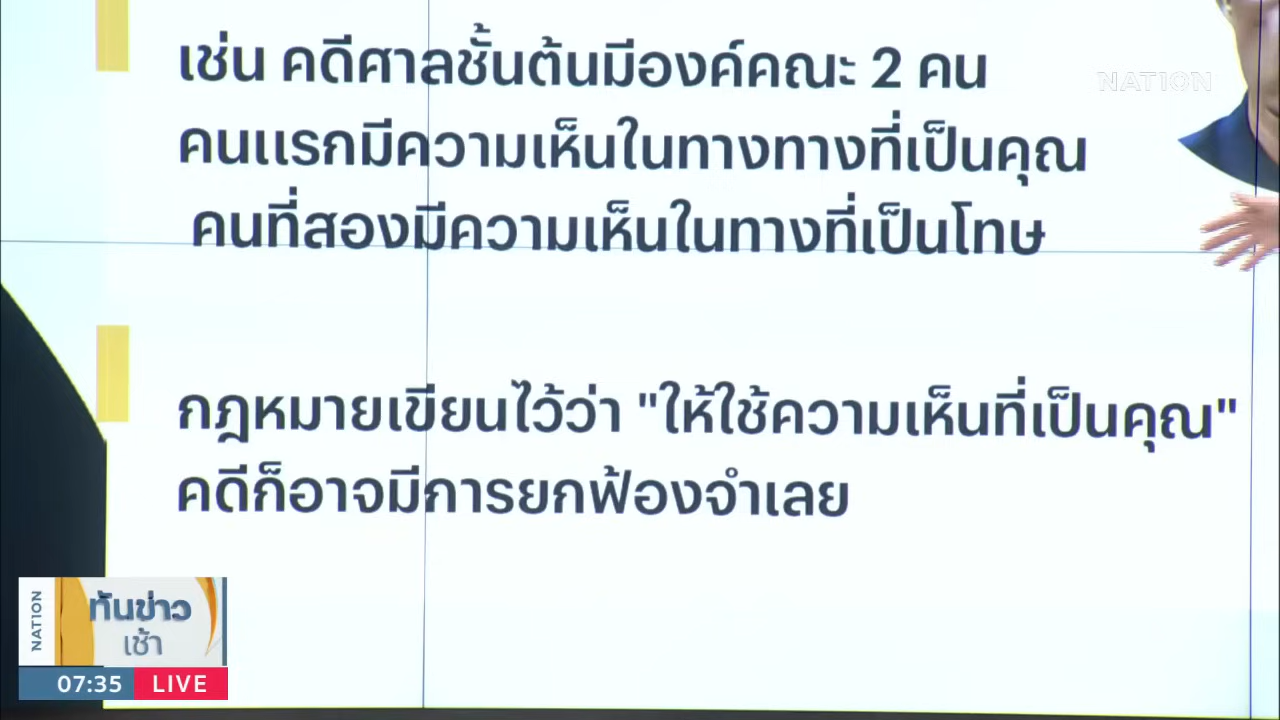 เช่น คดีศาลชั้นต้นมีองค์คณะ 2 คน
NATION
คนแรกมีความเห็นในทางทางที่เป็นคุณ
คนที่สองมีความเห็นในทางที่เป็นโทษ
กฎหมายเขียนไว้ว่า "ให้ใช้ความเห็นที่เป็นคุณ"
คดีก็อาจมีการยกฟ้องจำเลย
NATION
ทันข่าว
เช้า
07:35 LIVE